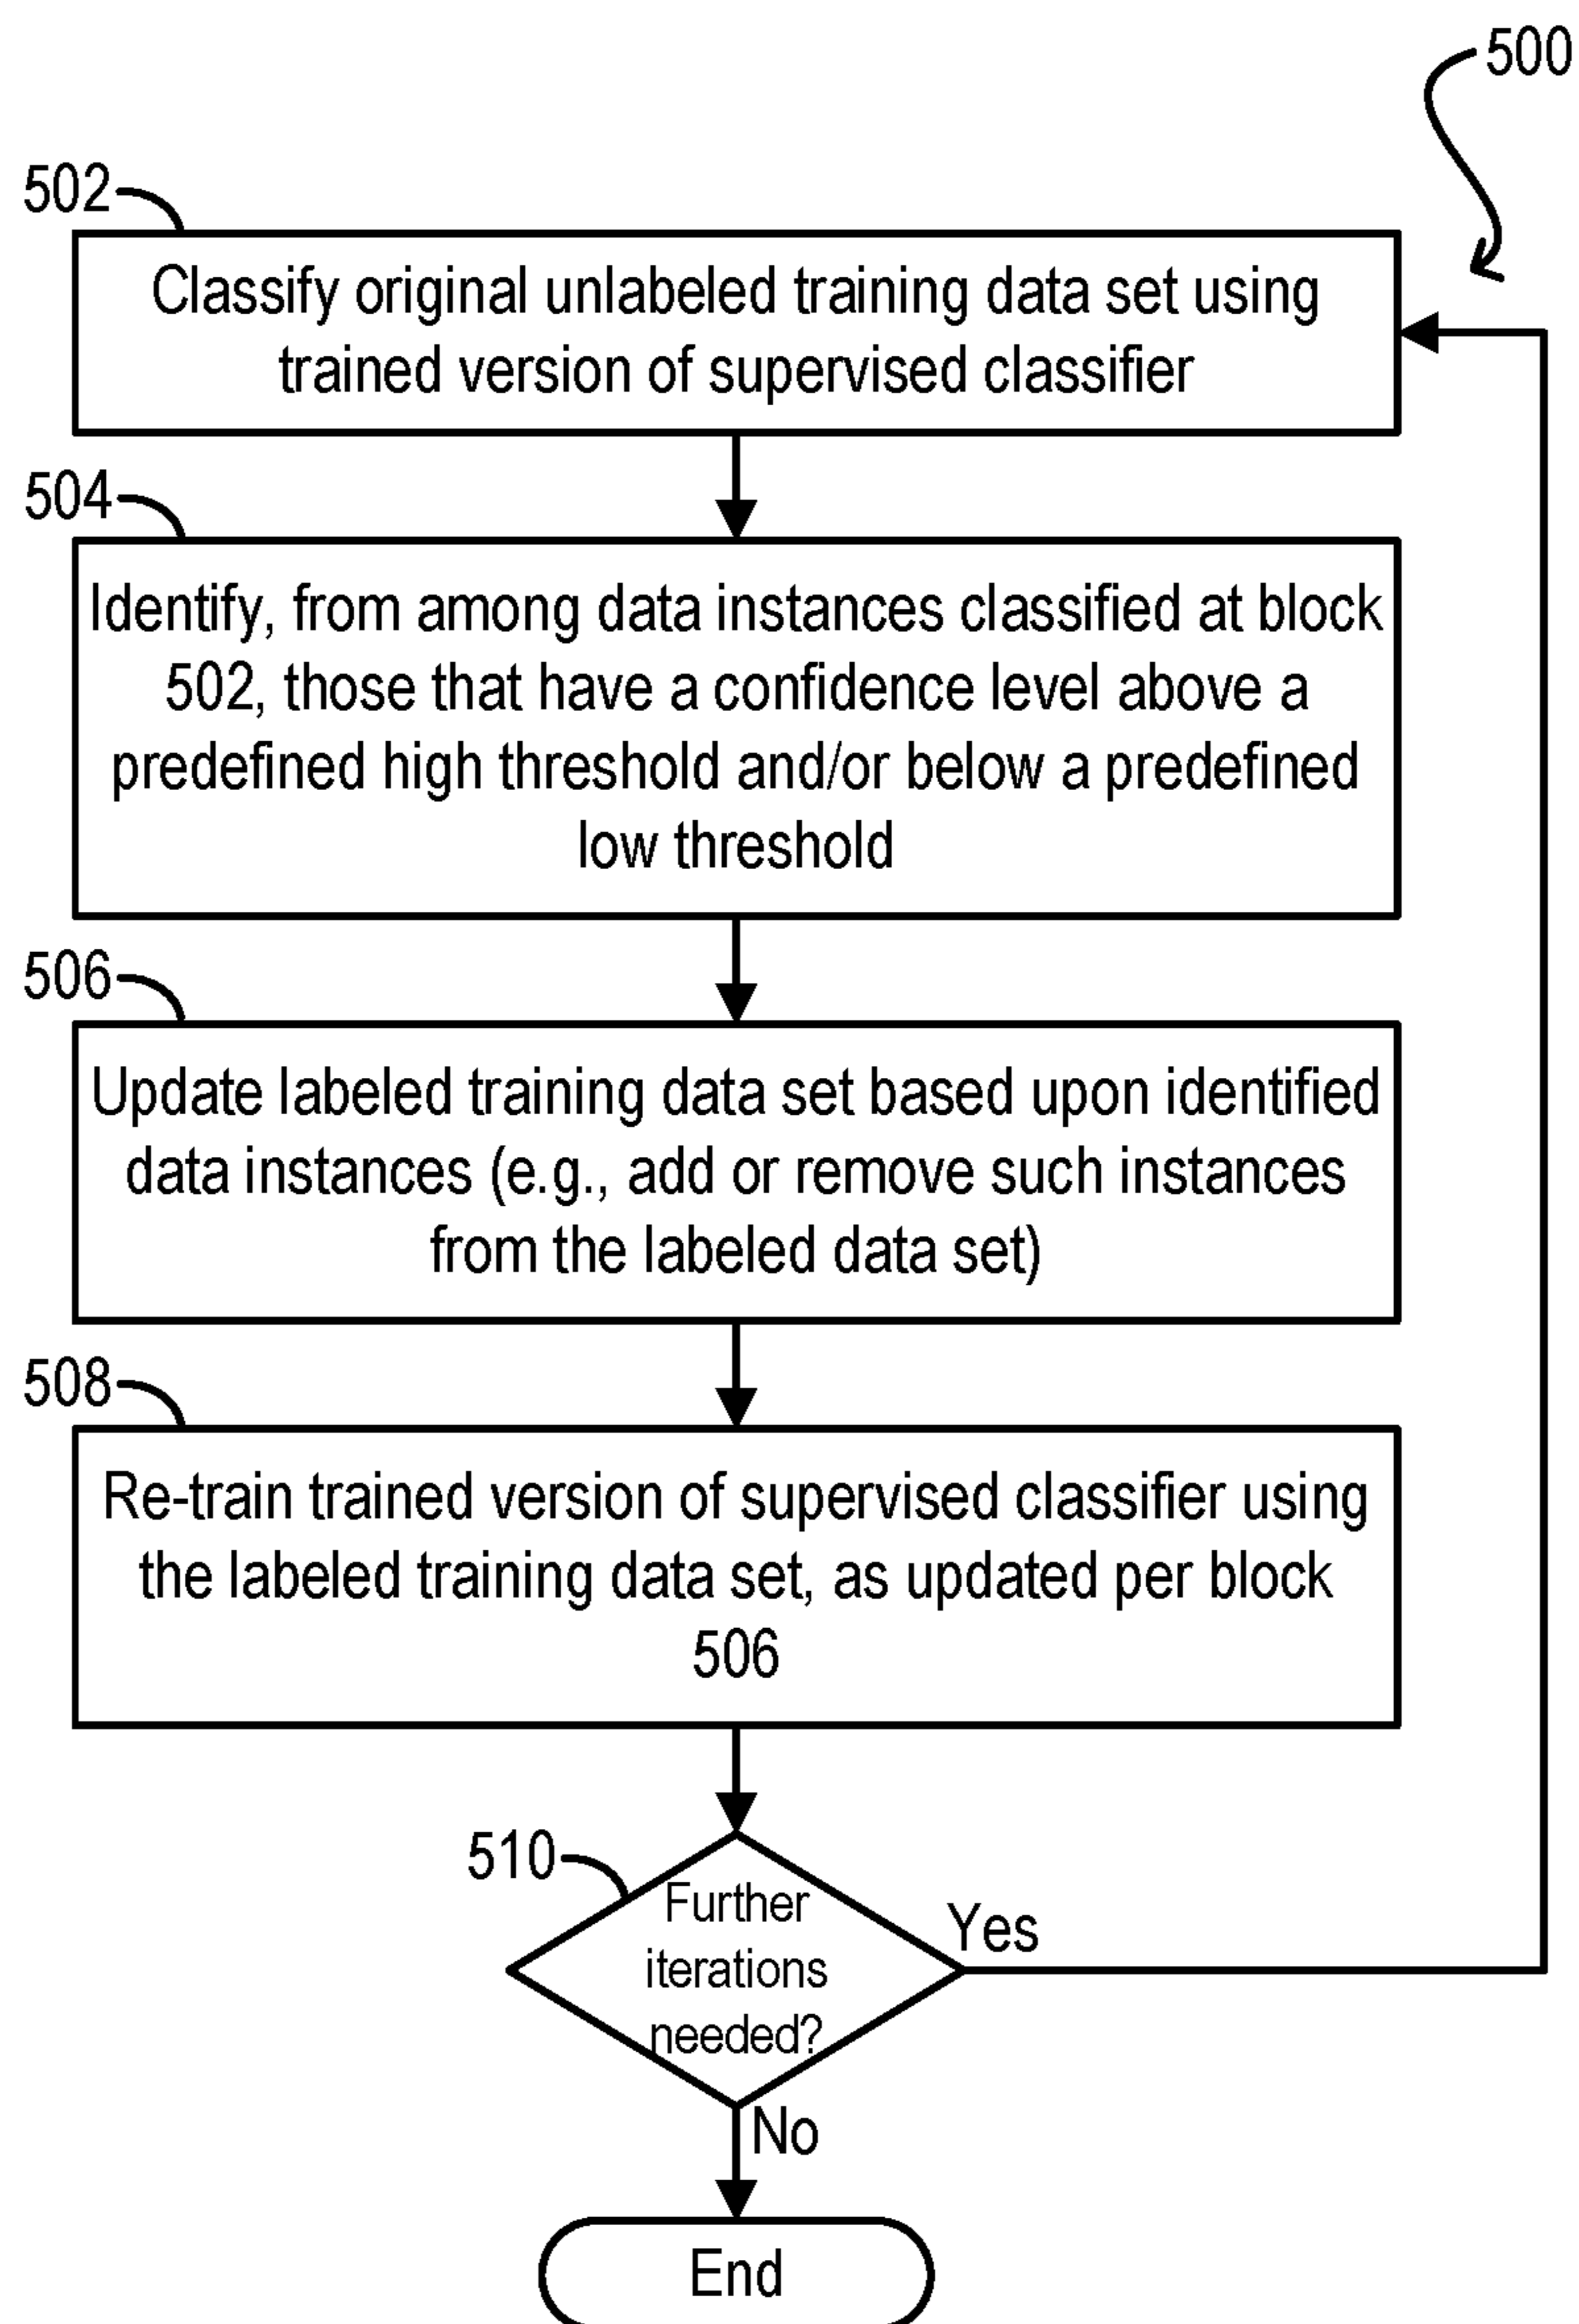 500
502
Classify original unlabeled training data set using
trained version of supervised classifier
504
Identify, from among data instances classified at block
502, those that have a confidence level above a
predefined high threshold and/or below a predefined
low threshold
506
Update labeled training data set based upon identified
data instances (e.g., add or remove such instances
from the labeled data set)
508
Re-train trained version of supervised classifier using
the labeled training data set, as updated per block
506
510
Further
iterations
needed?
Yes
No
End